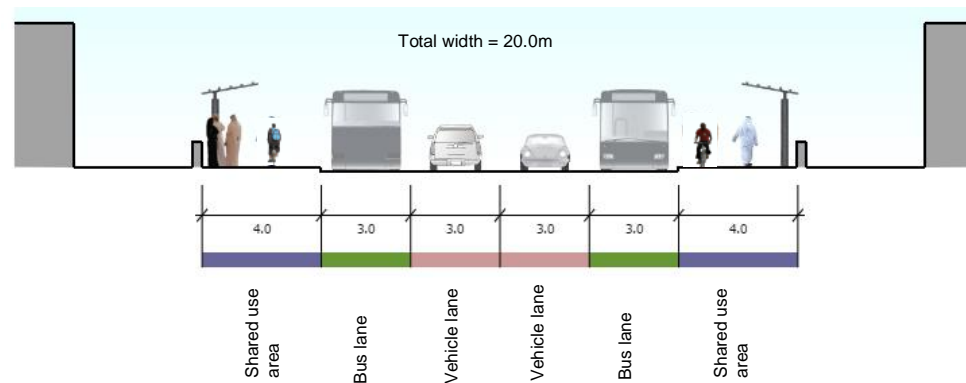 Total width = 20.0m
4.0
3.0
3.0
3.0
3.0
4.0
Shared use
area
Bus lane
Vehicle lane
Vehicle lane
Bus lane
Shared use
area